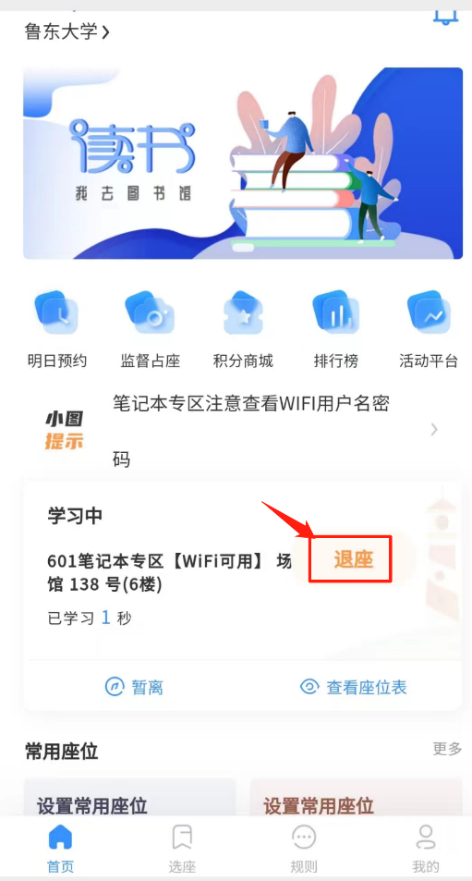 鲁东大学
读书
我去图书馆
明日预约
监督占座
积分商城
排行榜
活动平台
小图
提示
笔记本专区注意查看WIFI用户名密
码
学习中
601笔记本专区【WiFi可用】 场
馆 138 号(6楼)
退座
已学习 1 秒
暂离
查看座位表
常用座位
更多
设置常用座位
设置常用座位
首页
选座
规则
我的